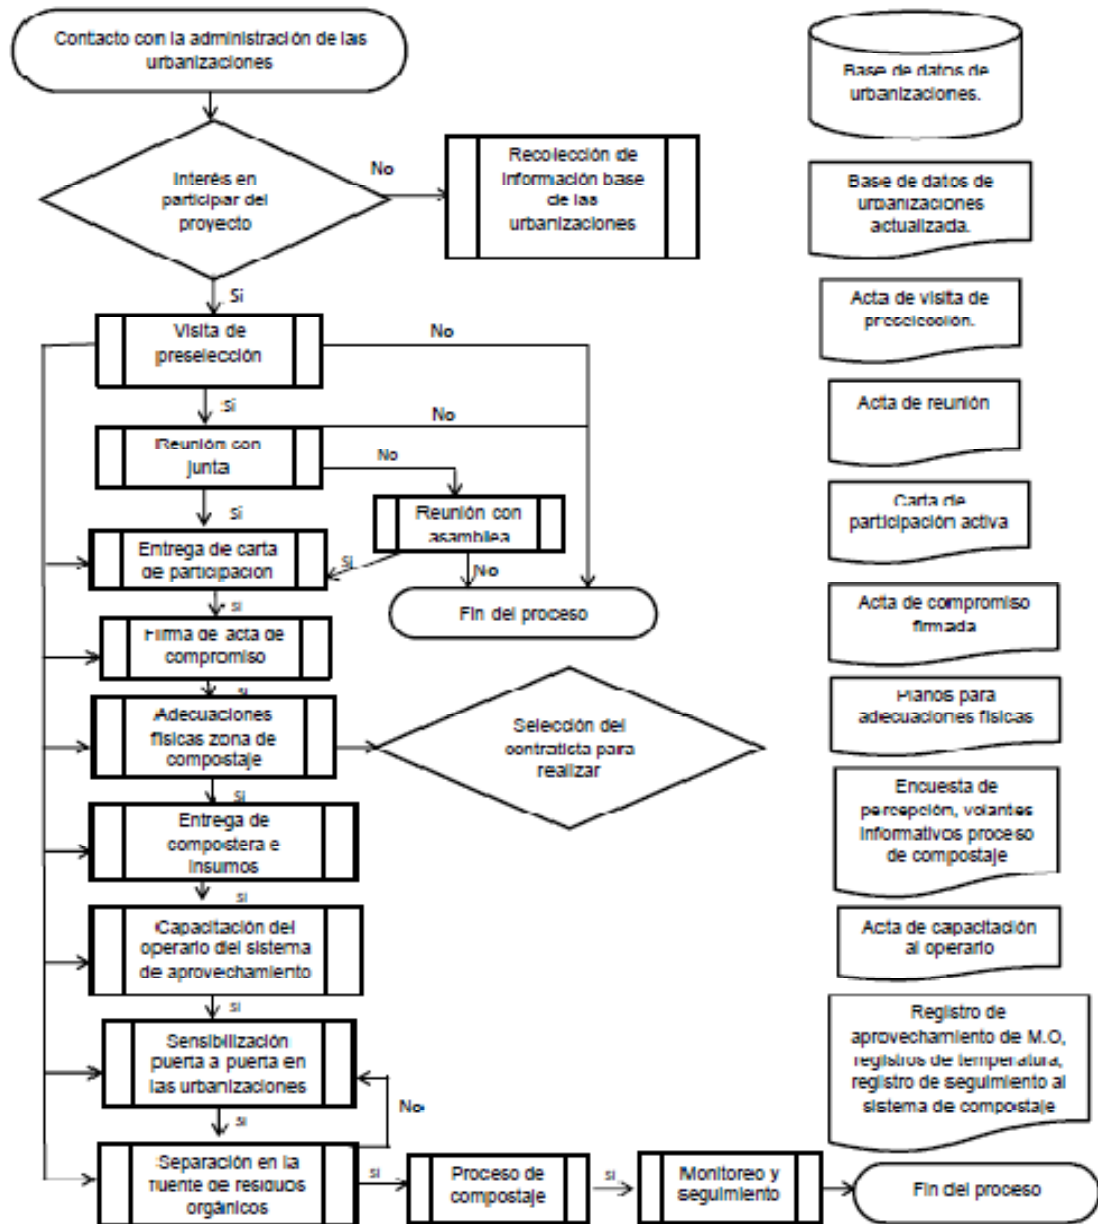 Contacto con la administración de las
urbanizaciones
Interés en
participar del
proyecto
No
Recolección de
información base
de las
urbanizaciones
Si
Visita de
preselección
No
Si
Reunión con
junta
No
No
Si
Reunión con
asamblea
Si
No
Entrega de carta
de participación
Fin del proceso
si
Firma de acta de
compromiso
si
Adecuaciones
físicas zona de
compostaje
Selección del
contratista para
realizar
si
Entrega de
compostera e
insumos
si
Capacitación del
operario del sistema
de aprovechamiento
si
Sensibilización
puerta a puerta en
las urbanizaciones
No
si
Separación en la
fuente de residuos
orgánicos
si
Proceso de
compostaje
si
Monitoreo y
seguimiento
Fin del proceso
Base de datos de
urbanizaciones.
Base de datos de
urbanizaciones
actualizada.
Acta de visita de
preselección.
Acta de reunión
Carta de
participación activa
Acta de compromiso
firmada
Planos para
adecuaciones físicas
Encuesta de
percepción, volantes
informativos proceso
de compostaje
Acta de capacitación
al operario
Registro de
aprovechamiento de M.O,
registros de temperatura,
registro de seguimiento al
sistema de compostaje